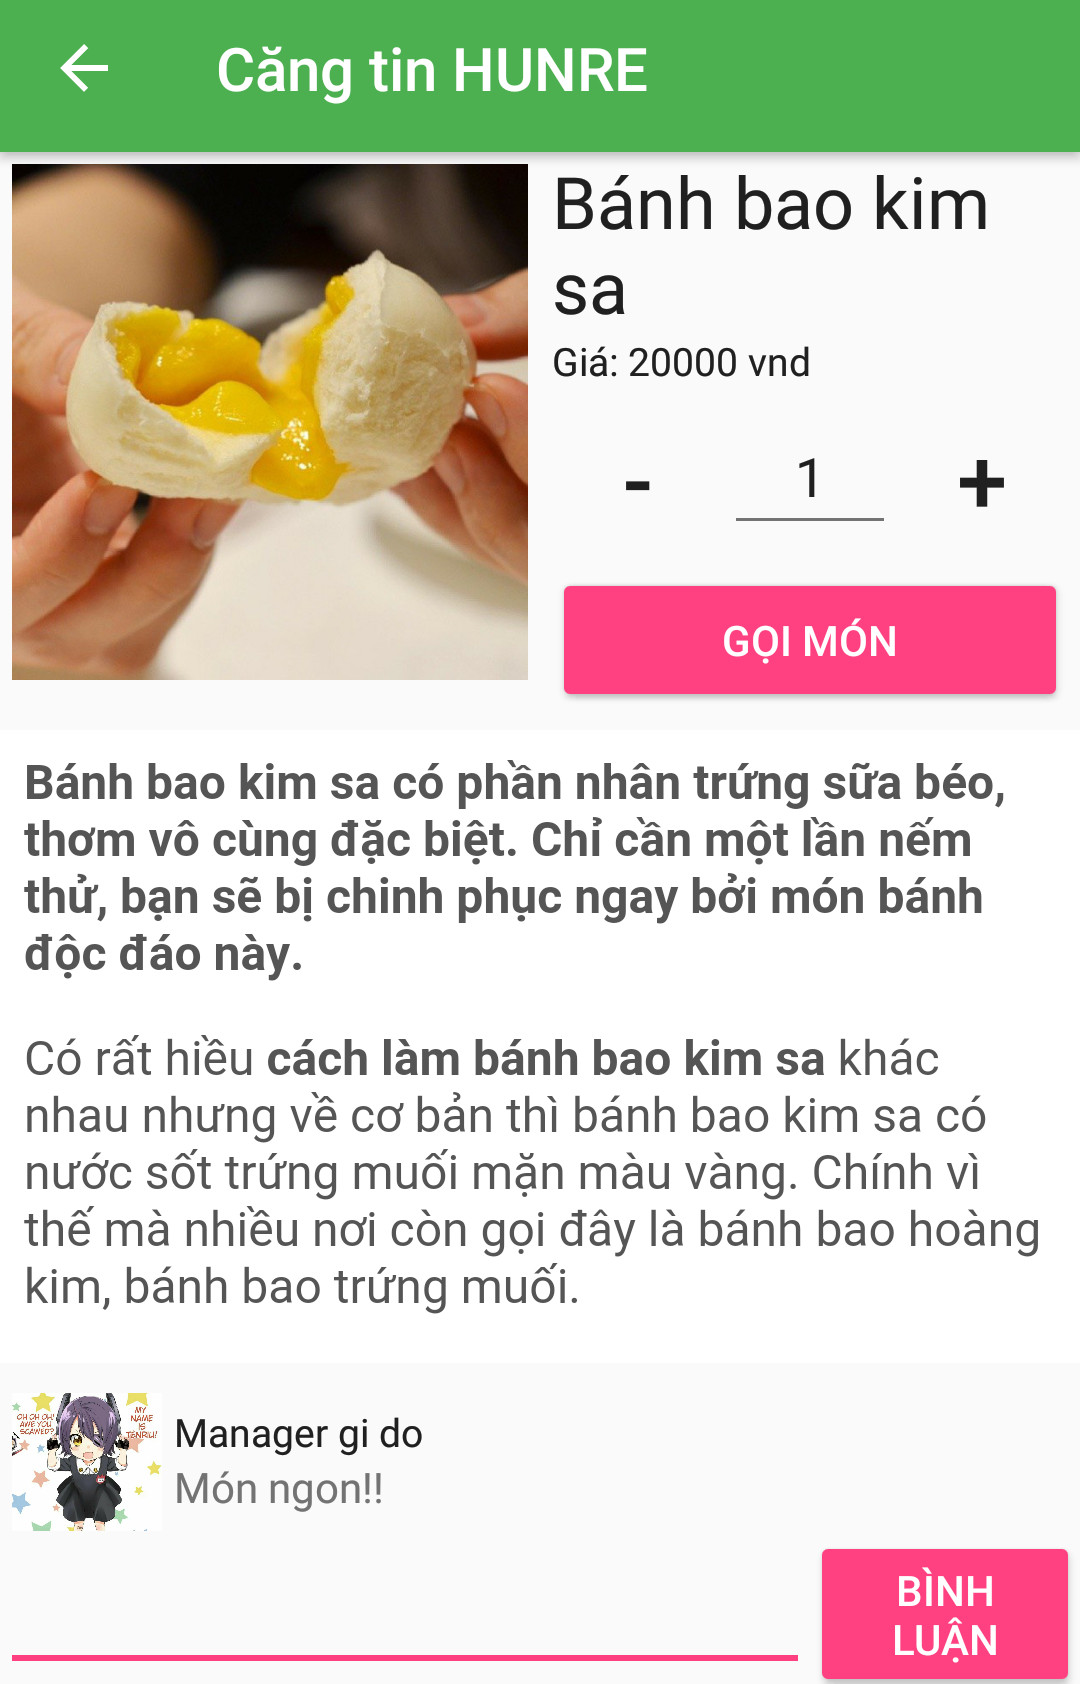 Căng tin HUNRE
Bánh bao kim
sa
Giá: 20000 vnd
- 1 +
GỌI MÓN
Bánh bao kim sa có phần nhân trứng sữa béo,
thơm vô cùng đặc biệt. Chỉ cần một lần nếm
thử, bạn sẽ bị chinh phục ngay bởi món bánh
độc đáo này.
Có rất hiều cách làm bánh bao kim sa khác
nhau nhưng về cơ bản thì bánh bao kim sa có
nước sốt trứng muối mặn màu vàng. Chính vì
thế mà nhiều nơi còn gọi đây là bánh bao hoàng
kim, bánh bao trứng muối.
OH OH OH!
AWE YOU
SCAWED?
MY
NAME
IS
TENRIU!
Manager gi do
Món ngon!!
BÌNH
LUẬN